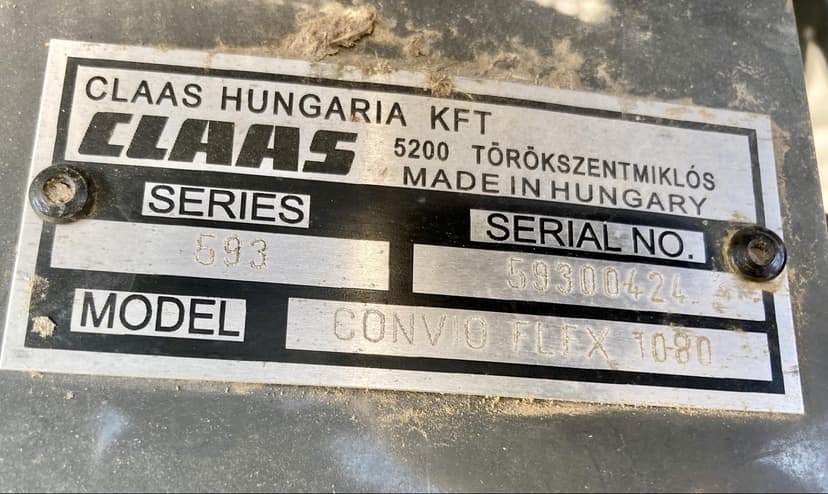 CLAAS HUNGARIA KFT
CLAAS
5200 TÖRÖKSZENTMIKLÓS
MADE IN HUNGARY
SERIES
SERIAL NO.
593
59300424
MODEL
CONVIO FLEX 1080